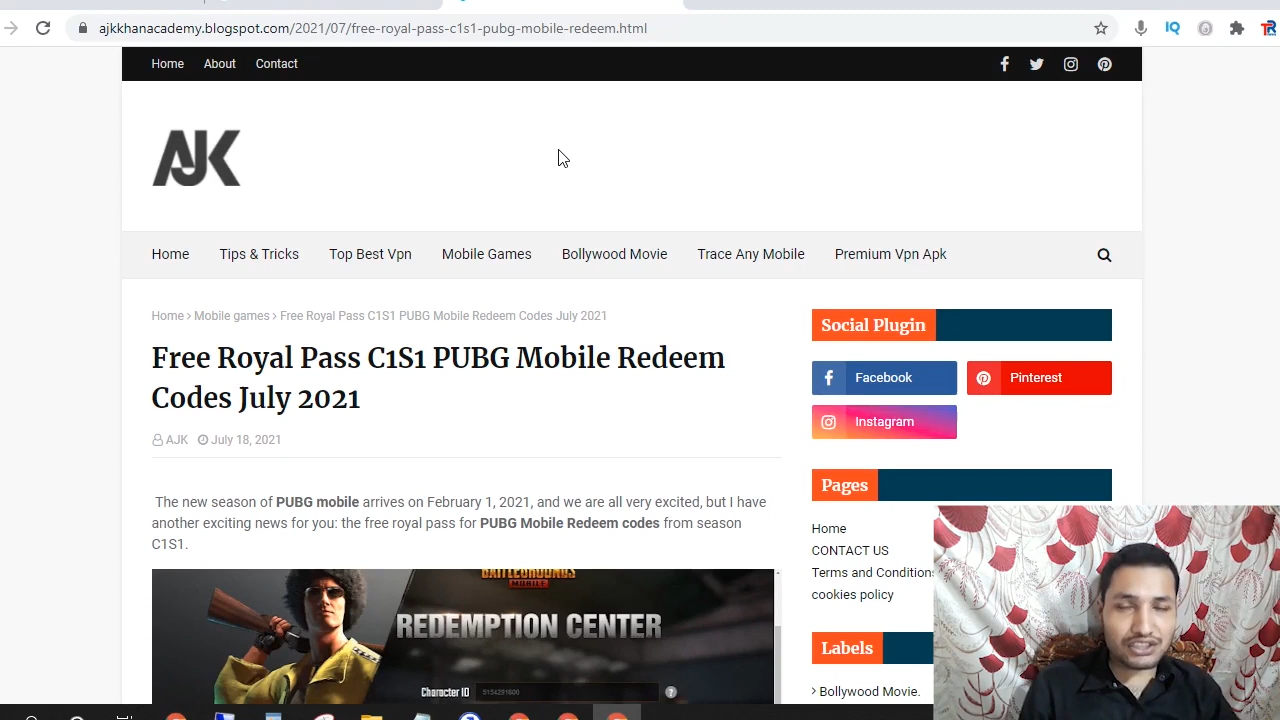 ajkkhanacademy.blogspot.com/2021/07/free-royal-pass-c1s1-pubg-mobile-redeem.html
IQ
Home About Contact
AJK
Home Tips & Tricks Top Best Vpn Mobile Games Bollywood Movie Trace Any Mobile Premium Vpn Apk
Home › Mobile games › Free Royal Pass C1S1 PUBG Mobile Redeem Codes July 2021
Free Royal Pass C1S1 PUBG Mobile Redeem
Codes July 2021
AJK July 18, 2021
The new season of PUBG mobile arrives on February 1, 2021, and we are all very excited, but I have
another exciting news for you: the free royal pass for PUBG Mobile Redeem codes from season
C1S1.
BATTLEGROUNDS
MOBILE
REDEMPTION CENTER
Character ID 5154291600 ?
Social Plugin
Facebook Pinterest
Instagram
Pages
Home
CONTACT US
Terms and Conditions
cookies policy
Labels
› Bollywood Movie.